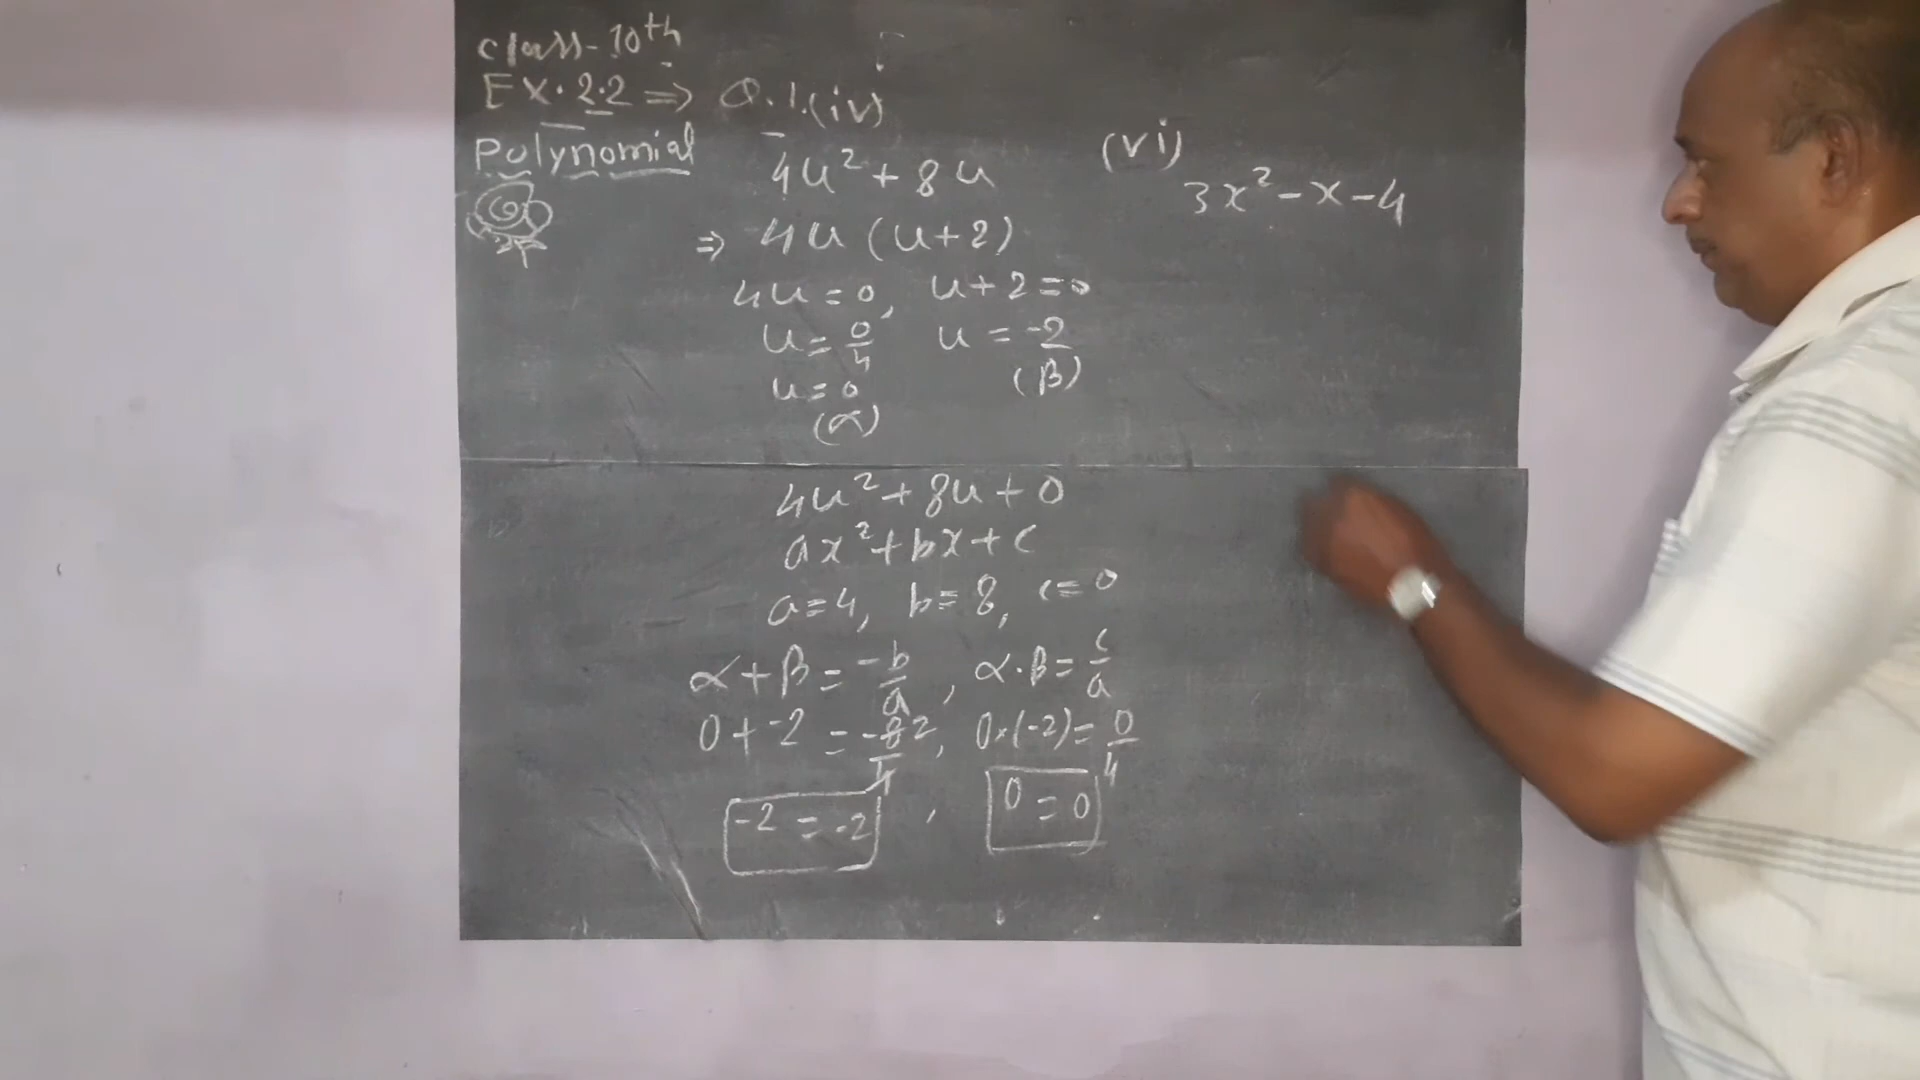 class-10th
Ex.2.2 ⇒ Q.1.(iv)
Polynomial
4u² + 8u
⇒ 4u (u+2)
4u = 0, u+2 = 0
u = 0/4 u = -2
(β)
u = 0
(α)
4u² + 8u + 0
ax² + bx + c
a = 4, b = 8, c = 0
α + β = -b/a, α·β = c/a
0 + -2 = -8/4 2, 0×(-2) = 0/4
-2 = -2, 0 = 0
(vi)
3x² - x - 4